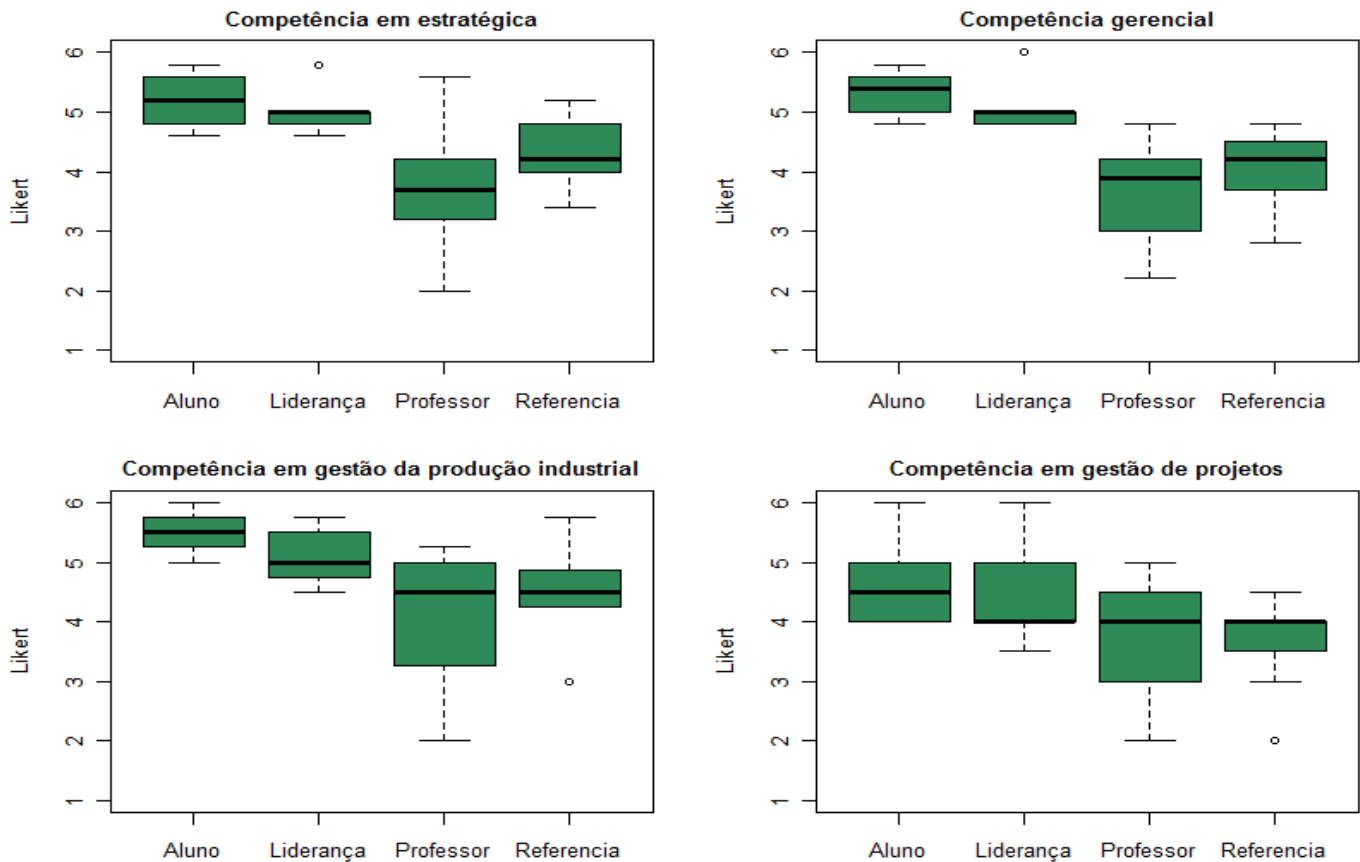 Competência em estratégica
Likert
6
5
4
3
2
1
Aluno Liderança Professor Referencia
Competência gerencial
Likert
6
5
4
3
2
1
Aluno Liderança Professor Referencia
Competência em gestão da produção industrial
Likert
6
5
4
3
2
1
Aluno Liderança Professor Referencia
Competência em gestão de projetos
Likert
6
5
4
3
2
1
Aluno Liderança Professor Referencia